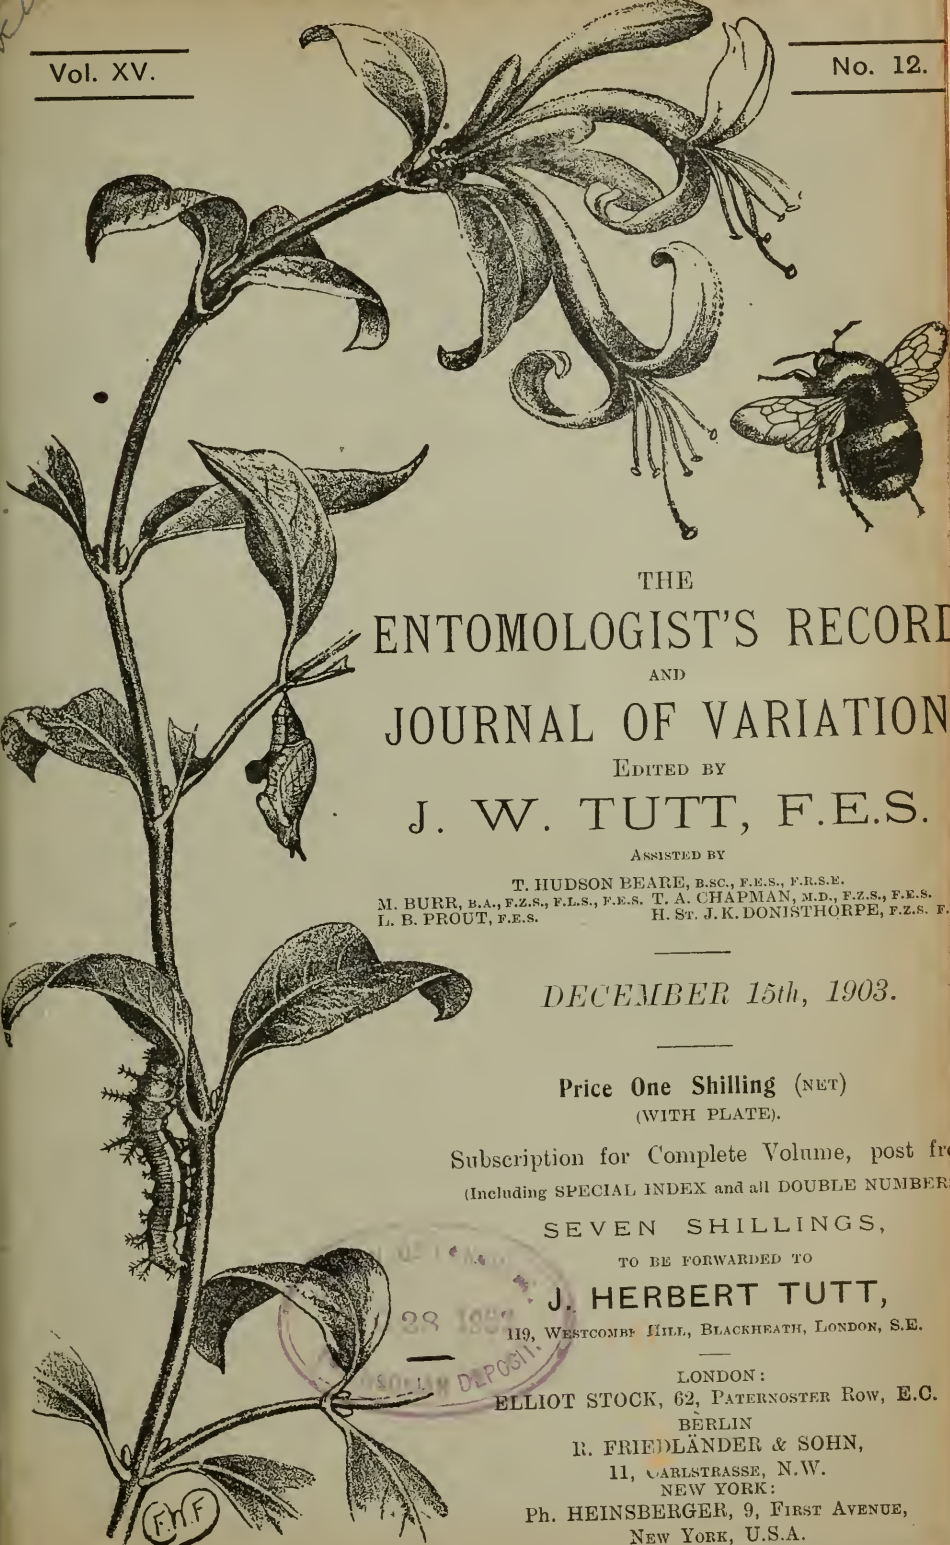 Vol. XV.
No. 12.
THE
ENTOMOLOGIST'S RECORD
AND
JOURNAL OF VARIATION
EDITED BY
J. W. TUTT, F.E.S.
ASSISTED BY
T. HUDSON BEARE, B.SC., F.E.S., F.R.S.E.
M. BURR, B.A., F.Z.S., F.L.S., F.E.S. T. A. CHAPMAN, M.D., F.Z.S., F.E.S.
L. B. PROUT, F.E.S. H. ST. J. K. DONISTHORPE, F.Z.S. F.
DECEMBER 15th, 1903.
Price One Shilling (NET)
(WITH PLATE).
Subscription for Complete Volume, post fre
(Including SPECIAL INDEX and all DOUBLE NUMBER
SEVEN SHILLINGS,
TO BE FORWARDED TO
J. HERBERT TUTT,
119, WESTCOMBE HILL, BLACKHEATH, LONDON, S.E.
28
DEPOSIT.
LONDON:
ELLIOT STOCK, 62, PATERNOSTER ROW, E.C.
BERLIN
R. FRIEDLÄNDER & SOHN,
11, CARLSTRASSE, N.W.
NEW YORK:
Ph. HEINSBERGER, 9, FIRST AVENUE,
NEW YORK, U.S.A.
F.W.F